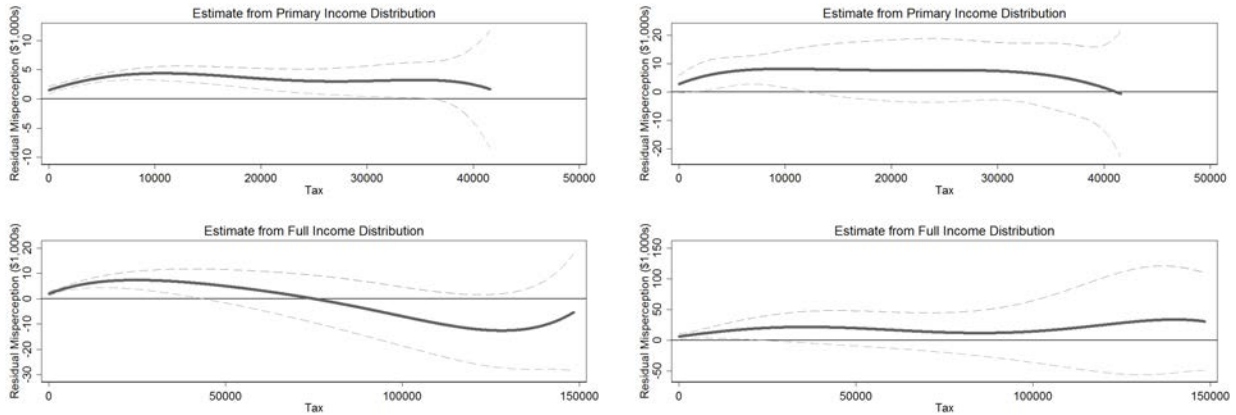 Estimate from Primary Income Distribution
Residual Misperception ($1,000s)
10
5
0
-5
-10
0 10000 20000 30000 40000 50000
Tax
Estimate from Primary Income Distribution
Residual Misperception ($1,000s)
20
10
0
-10
-20
0 10000 20000 30000 40000 50000
Tax
Estimate from Full Income Distribution
Residual Misperception ($1,000s)
20
10
0
-10
-20
-30
0 50000 100000 150000
Tax
Estimate from Full Income Distribution
Residual Misperception ($1,000s)
150
100
50
0
-50
0 50000 100000 150000
Tax